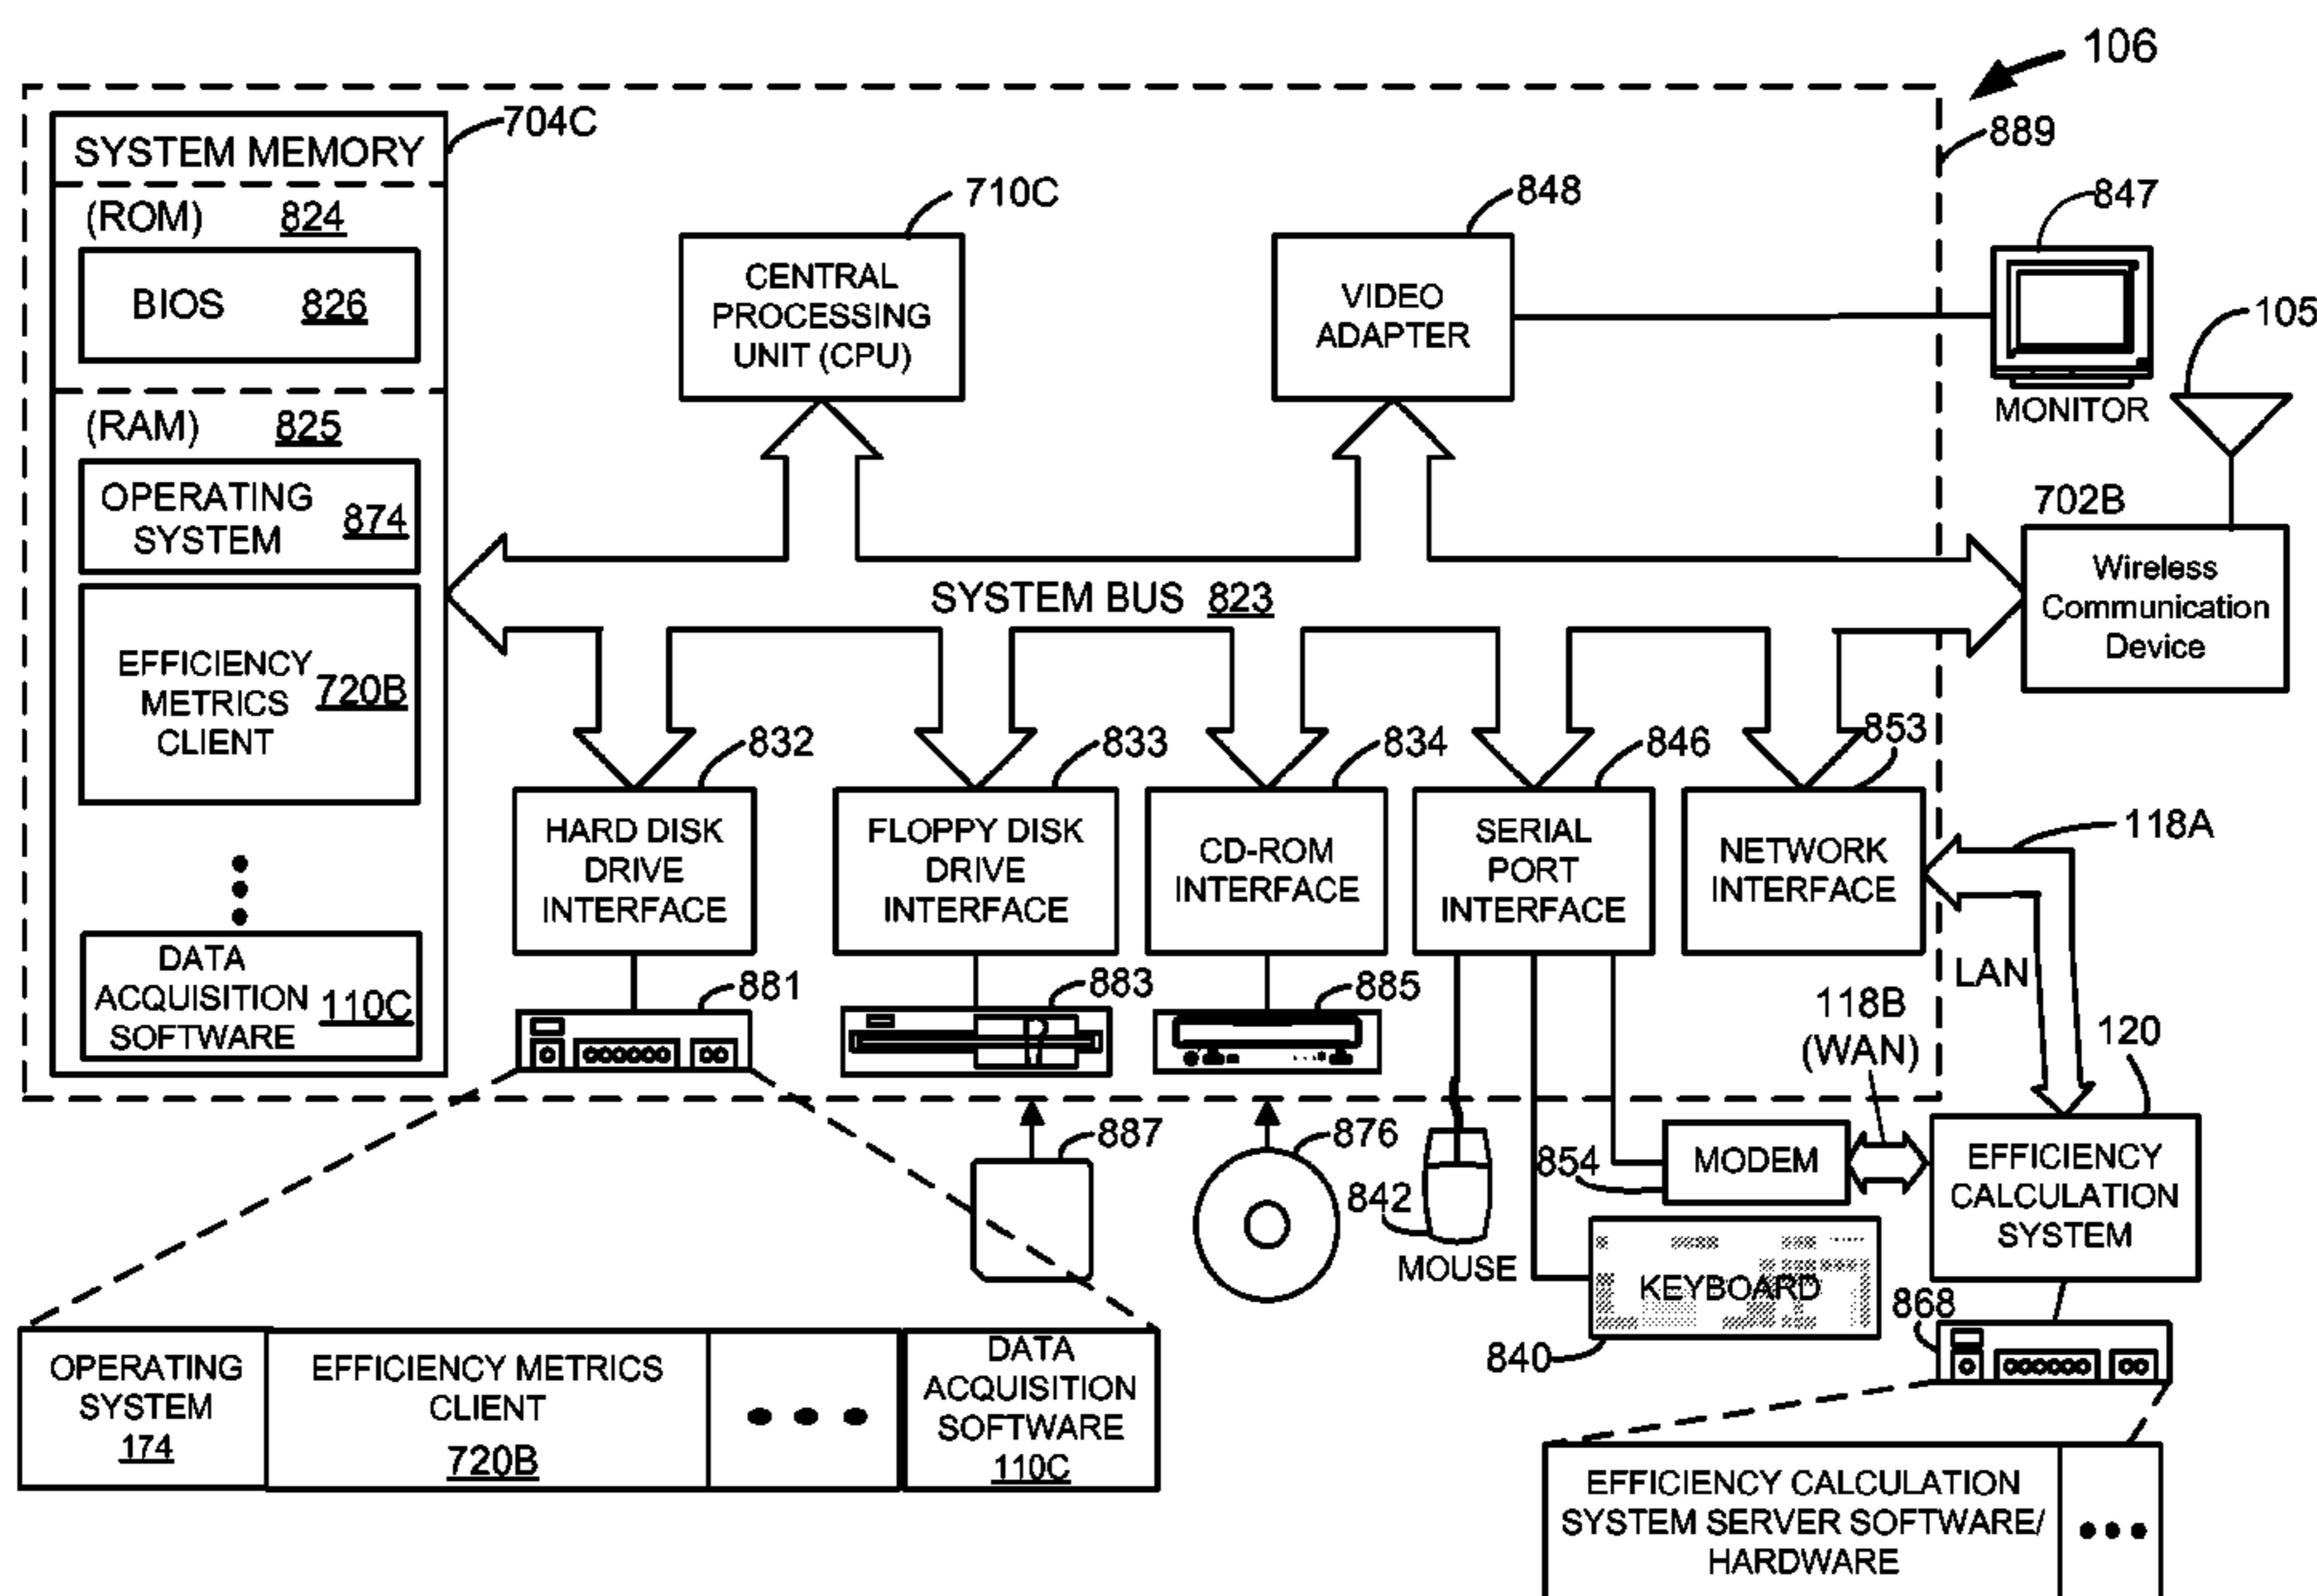 106
889
704C
SYSTEM MEMORY
(ROM) 824
BIOS 826
(RAM) 825
OPERATING
SYSTEM 874
EFFICIENCY
METRICS 720B
CLIENT
DATA
ACQUISITION 110C
SOFTWARE
710C
CENTRAL
PROCESSING
UNIT (CPU)
848
VIDEO
ADAPTER
847
MONITOR
105
702B
Wireless
Communication
Device
SYSTEM BUS 823
832
HARD DISK
DRIVE
INTERFACE
833
FLOPPY DISK
DRIVE
INTERFACE
834
CD-ROM
INTERFACE
846
SERIAL
PORT
INTERFACE
853
NETWORK
INTERFACE
118A
LAN
881
883
885
118B
(WAN)
120
887
876
842
MOUSE
854
MODEM
EFFICIENCY
CALCULATION
SYSTEM
KEYBOARD
840
868
OPERATING
SYSTEM
174
EFFICIENCY METRICS
CLIENT
720B
DATA
ACQUISITION
SOFTWARE
110C
EFFICIENCY CALCULATION
SYSTEM SERVER SOFTWARE/
HARDWARE